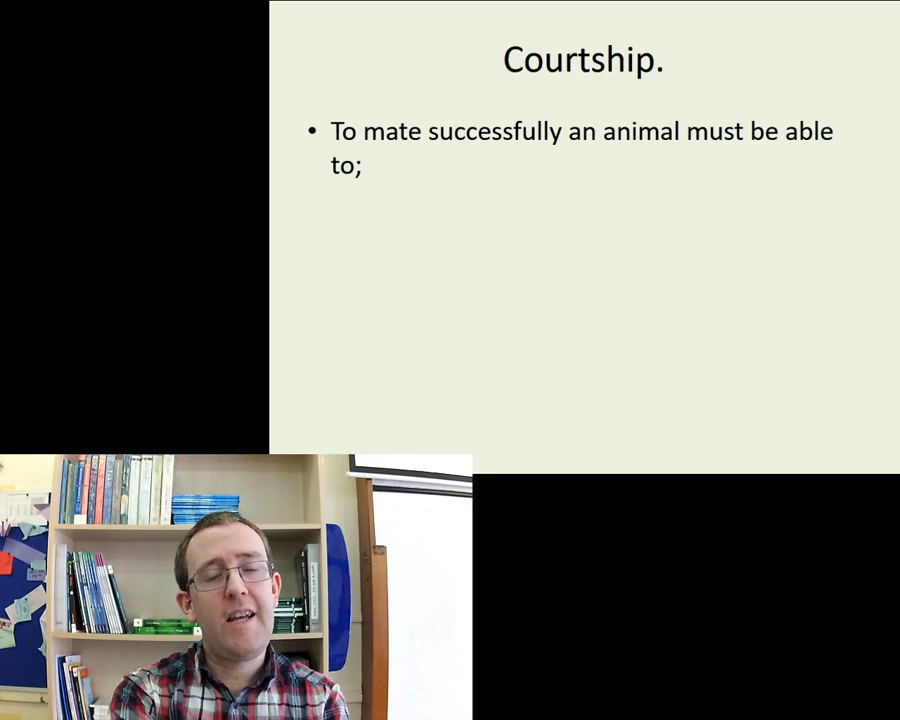 Courtship.
• To mate successfully an animal must be able
to;